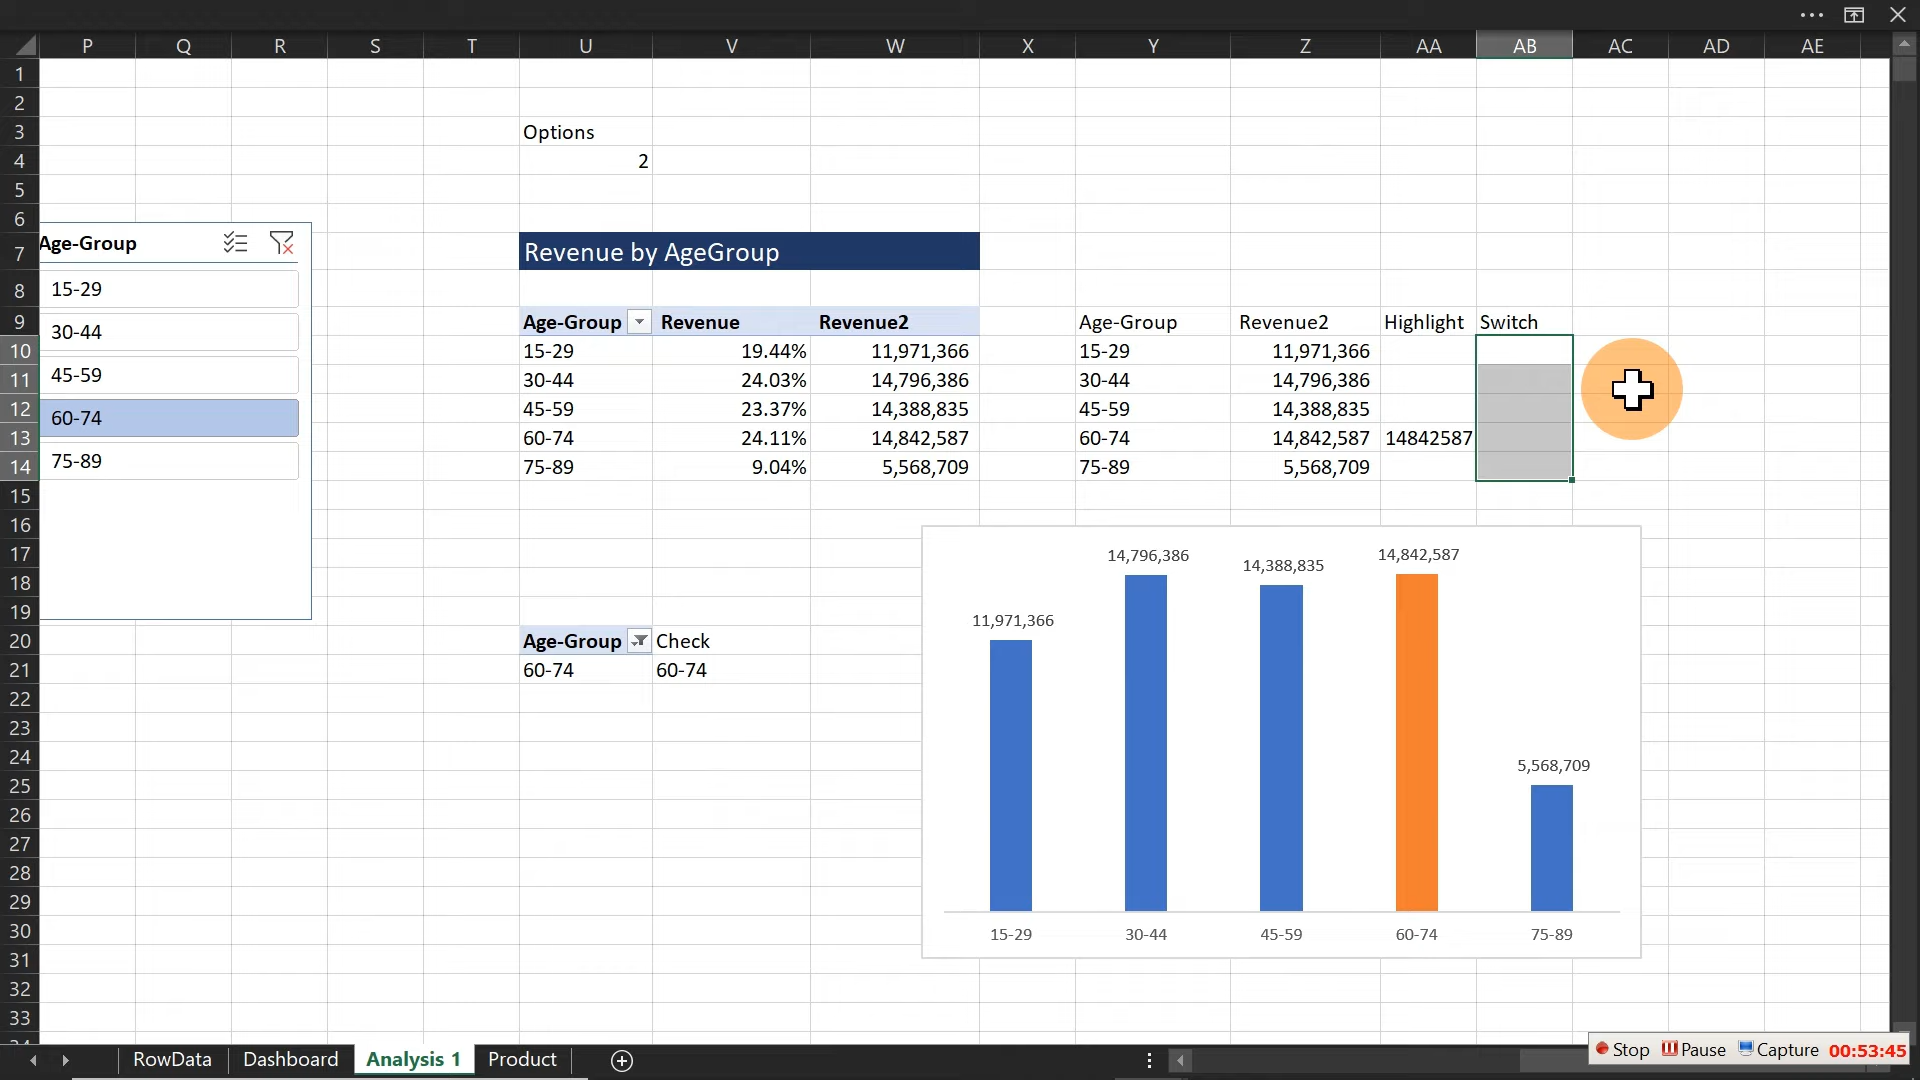 P Q R S T U V W X Y Z AA AB AC AD AE
1
2
3 Options
4 2
5
6
7 Revenue by AgeGroup
Age-Group
8
15-29
30-44
45-59
60-74
75-89
9 Age-Group Revenue Revenue2 Age-Group Revenue2 Highlight Switch
10 15-29 19.44% 11,971,366 15-29 11,971,366
11 30-44 24.03% 14,796,386 30-44 14,796,386
12 45-59 23.37% 14,388,835 45-59 14,388,835
13 60-74 24.11% 14,842,587 60-74 14,842,587 14842587
14 75-89 9.04% 5,568,709 75-89 5,568,709
15
16
17
18
19
20 Age-Group Check
21 60-74 60-74
22
23
24
25
26
27
28
29
30
31
32
33
11,971,366 14,796,386 14,388,835 14,842,587 5,568,709
15-29 30-44 45-59 60-74 75-89
RowData Dashboard Analysis 1 Product
Stop Pause Capture 00:53:45